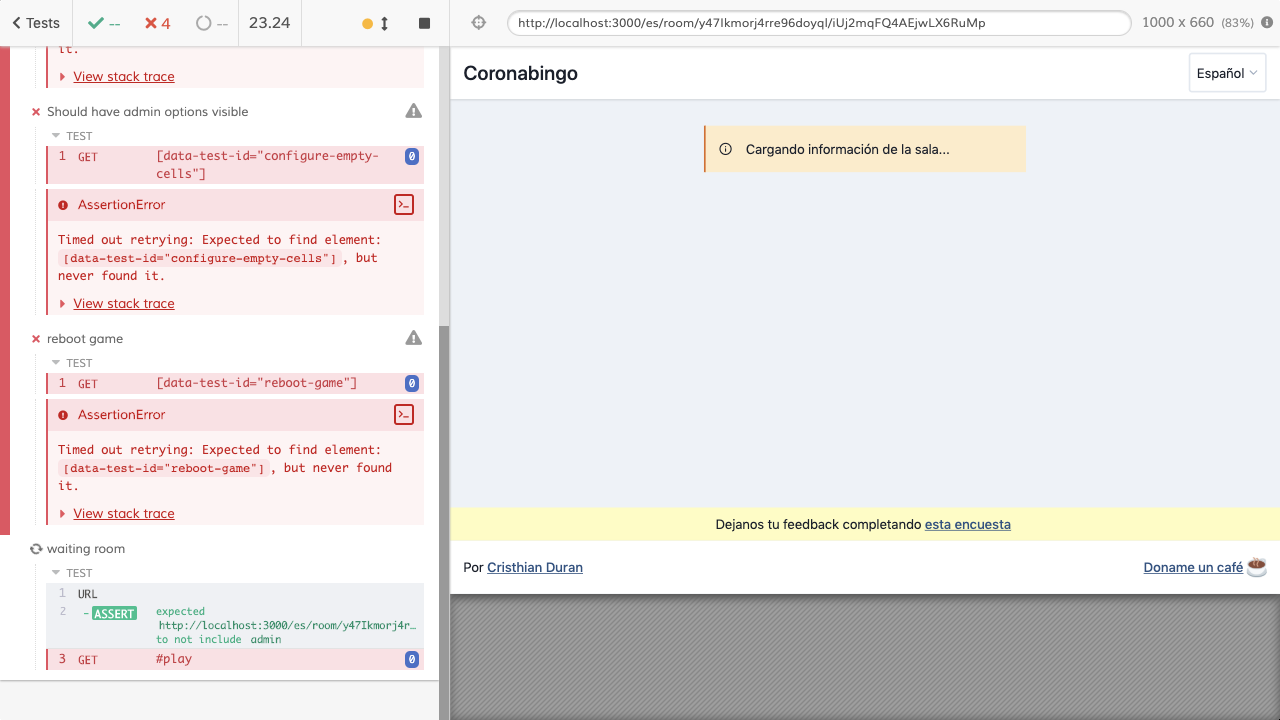 Tests
--
4
--
23.24
http://localhost:3000/es/room/y47Ikmorj4rre96doyql/iUj2mqFQ4AEjwLX6RuMp
1000 x 660 (83%)
it.
View stack trace
Should have admin options visible
TEST
1 GET [data-test-id="configure-empty-
cells"] 0
AssertionError
Timed out retrying: Expected to find element:
[data-test-id="configure-empty-cells"], but
never found it.
View stack trace
reboot game
TEST
1 GET [data-test-id="reboot-game"] 0
AssertionError
Timed out retrying: Expected to find element:
[data-test-id="reboot-game"], but never found
it.
View stack trace
waiting room
TEST
1 URL
2 -ASSERT expected
http://localhost:3000/es/room/y47Ikmorj4r…
to not include admin
3 GET #play 0
Coronabingo
Español
Cargando información de la sala...
Dejanos tu feedback completando esta encuesta
Por Cristhian Duran
Doname un café